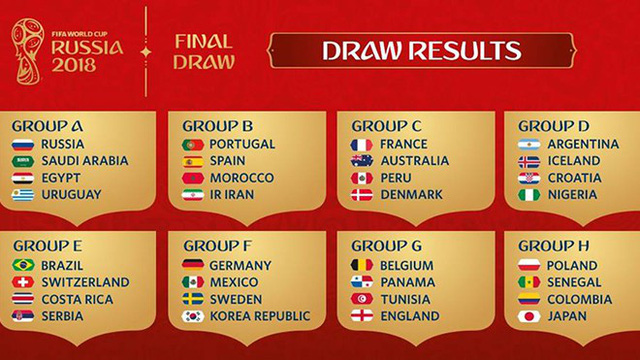 FIFA WORLD CUP
RUSSIA
2018
FINAL
DRAW
DRAW RESULTS
GROUP A
RUSSIA
SAUDI ARABIA
EGYPT
URUGUAY
GROUP B
PORTUGAL
SPAIN
MOROCCO
IR IRAN
GROUP C
FRANCE
AUSTRALIA
PERU
DENMARK
GROUP D
ARGENTINA
ICELAND
CROATIA
NIGERIA
GROUP E
BRAZIL
SWITZERLAND
COSTA RICA
SERBIA
GROUP F
GERMANY
MEXICO
SWEDEN
KOREA REPUBLIC
GROUP G
BELGIUM
PANAMA
TUNISIA
ENGLAND
GROUP H
POLAND
SENEGAL
COLOMBIA
JAPAN